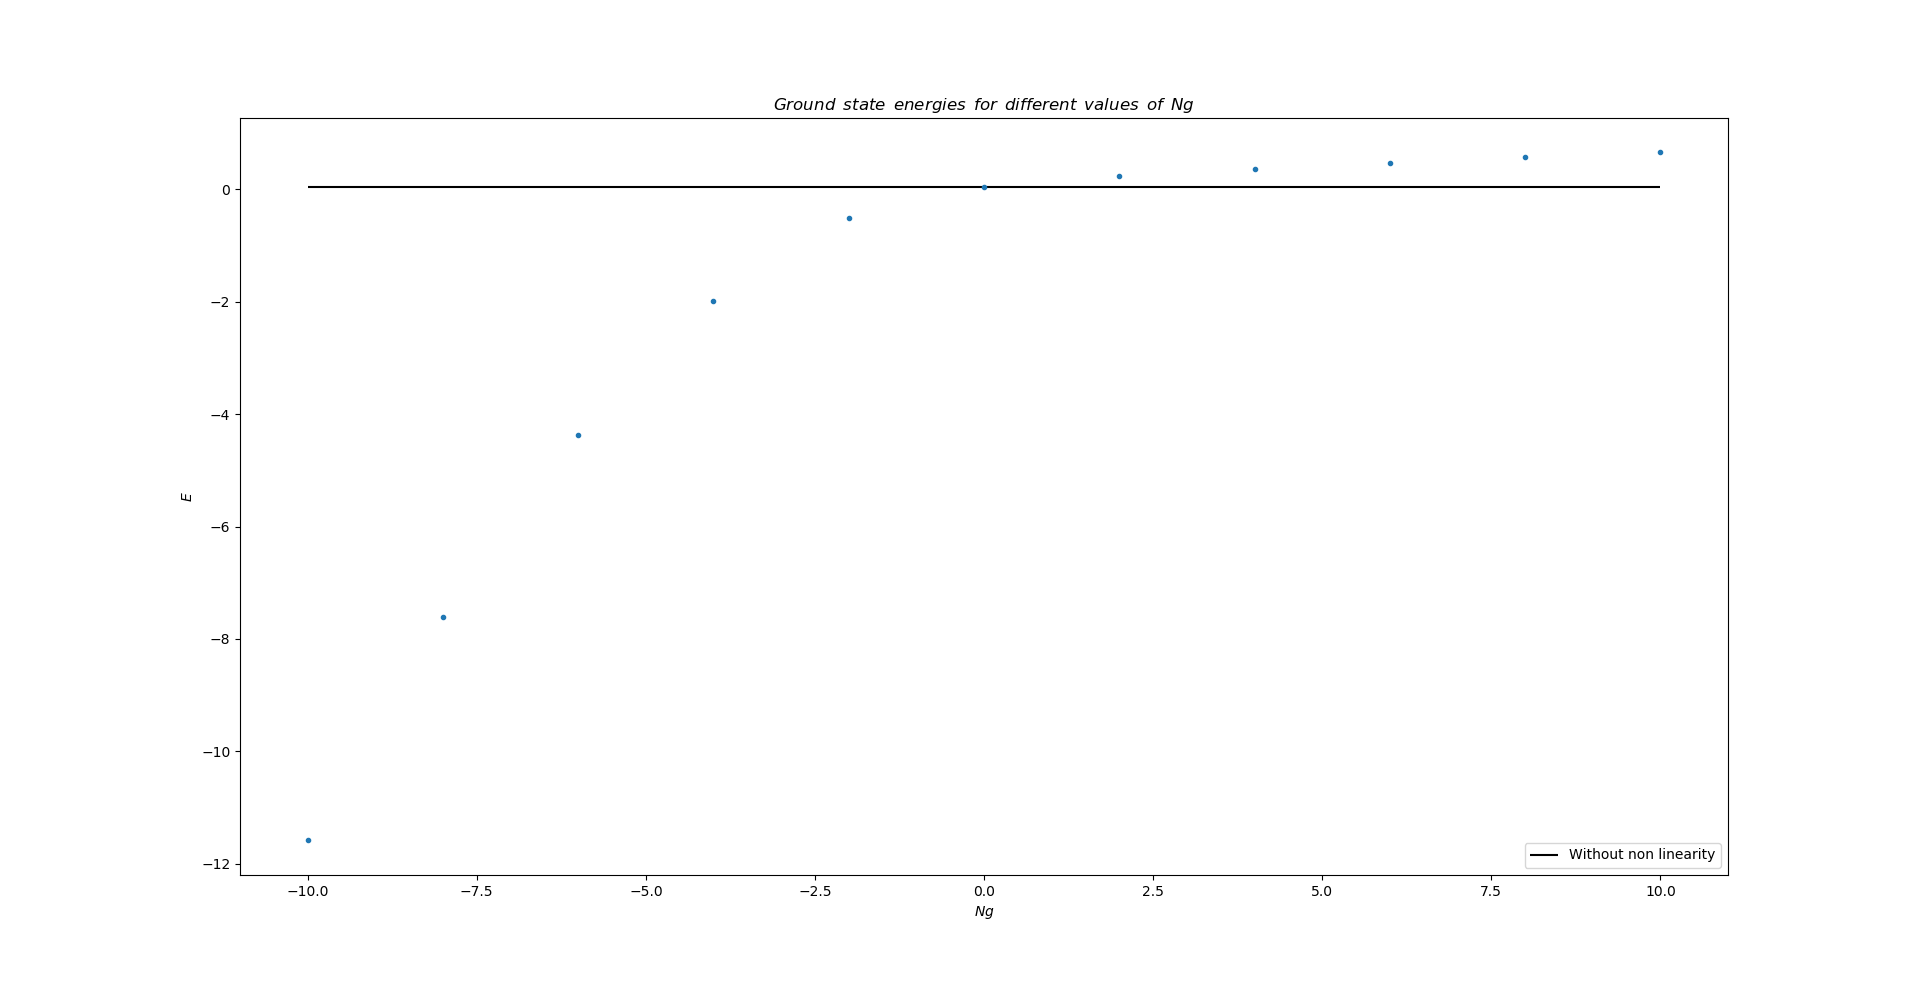 Ground state energies for different values of Ng
0
−2
−4
−6
−8
−10
−12
E
−10.0 −7.5 −5.0 −2.5 0.0 2.5 5.0 7.5 10.0
Ng
Without non linearity